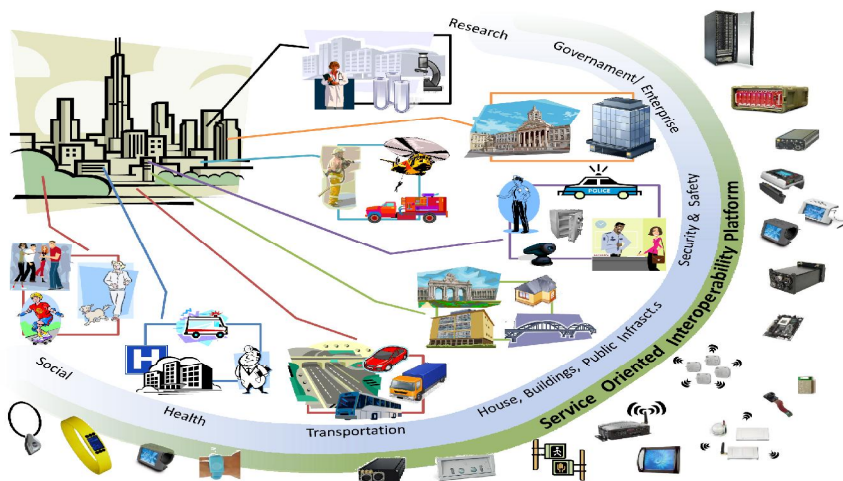 Research
Governament/ Enterprise
POLICE
Security & Safety
Service Oriented Interoperability Platform
House, Buildings, Public Infrasct.s
H
Social
Health
Transportation